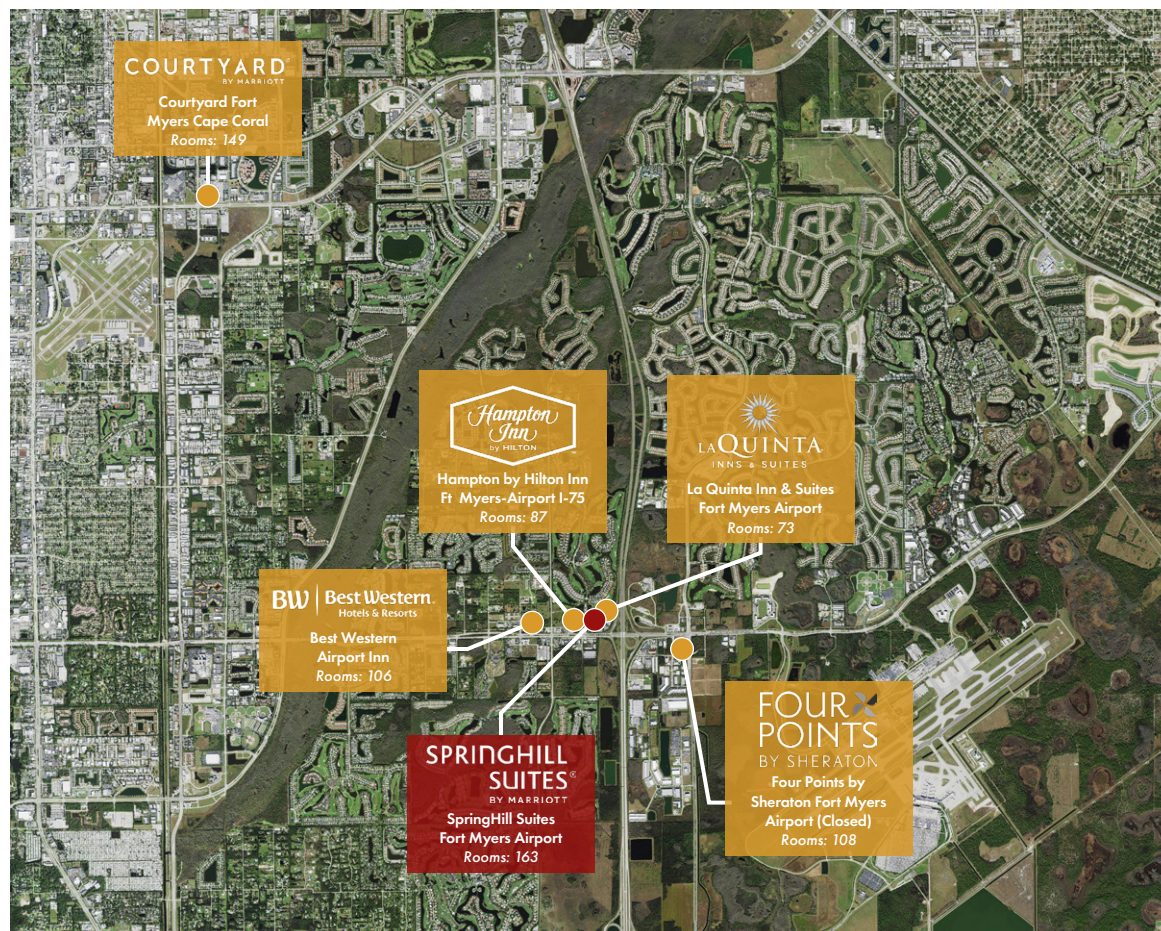 COURTYARD®
BY MARRIOTT
Courtyard Fort
Myers Cape Coral
Rooms: 149
Hampton
Inn
by HILTON
Hampton by Hilton Inn
Ft Myers-Airport I-75
Rooms: 87
LAQUINTA
INNS & SUITES
La Quinta Inn & Suites
Fort Myers Airport
Rooms: 73
BW Best Western
Hotels & Resorts
Best Western
Airport Inn
Rooms: 106
SPRINGHILL
SUITES®
BY MARRIOTT
SpringHill Suites
Fort Myers Airport
Rooms: 163
FOUR
POINTS
BY SHERATON
Four Points by
Sheraton Fort Myers
Airport (Closed)
Rooms: 108